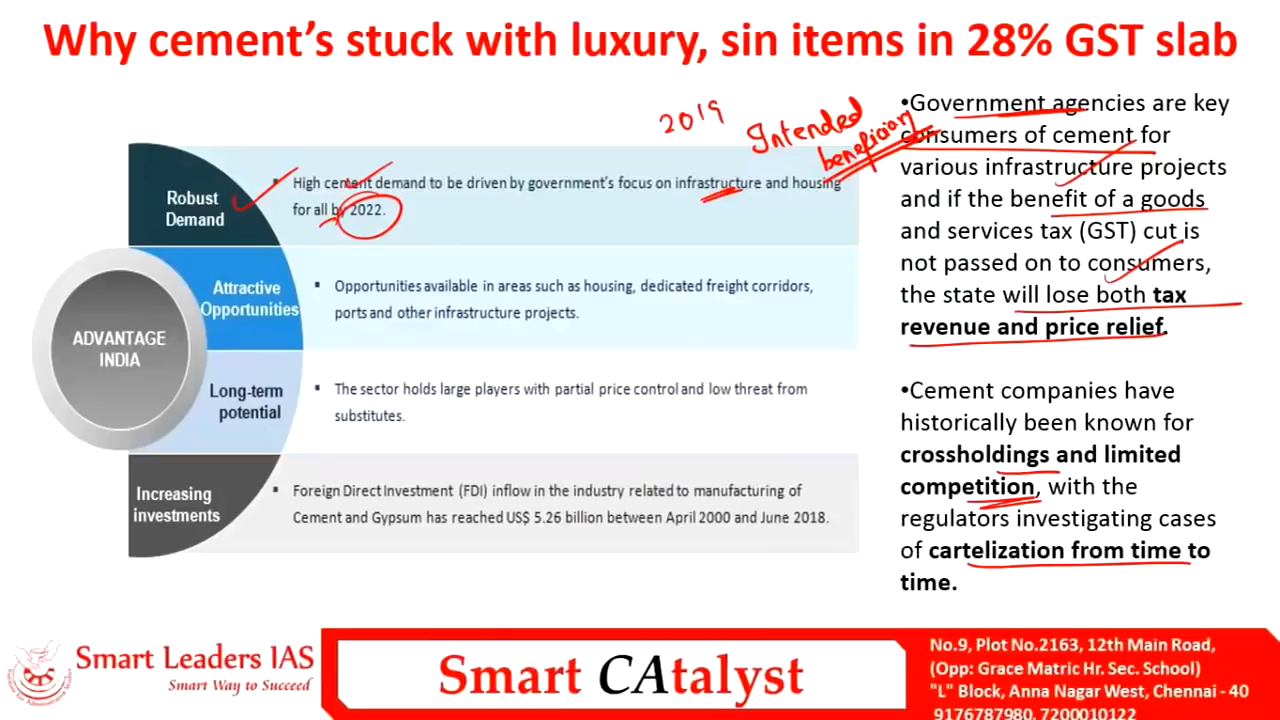 Why cement's stuck with luxury, sin items in 28% GST slab
2019
Intended
beneficiary
ADVANTAGE
INDIA
Robust
Demand
▪ High cement demand to be driven by government's focus on infrastructure and housing
for all by 2022.
Attractive
Opportunities
▪ Opportunities available in areas such as housing, dedicated freight corridors,
ports and other infrastructure projects.
Long-term
potential
▪ The sector holds large players with partial price control and low threat from
substitutes.
Increasing
investments
▪ Foreign Direct Investment (FDI) inflow in the industry related to manufacturing of
Cement and Gypsum has reached US$ 5.26 billion between April 2000 and June 2018.
•Government agencies are key
consumers of cement for
various infrastructure projects
and if the benefit of a goods
and services tax (GST) cut is
not passed on to consumers,
the state will lose both tax
revenue and price relief.
•Cement companies have
historically been known for
crossholdings and limited
competition, with the
regulators investigating cases
of cartelization from time to
time.
Smart Leaders IAS
Smart Way to Succeed
Smart CAtalyst
No.9, Plot No.2163, 12th Main Road,
(Opp: Grace Matric Hr. Sec. School)
"L" Block, Anna Nagar West, Chennai - 40
9176787980, 7200010122